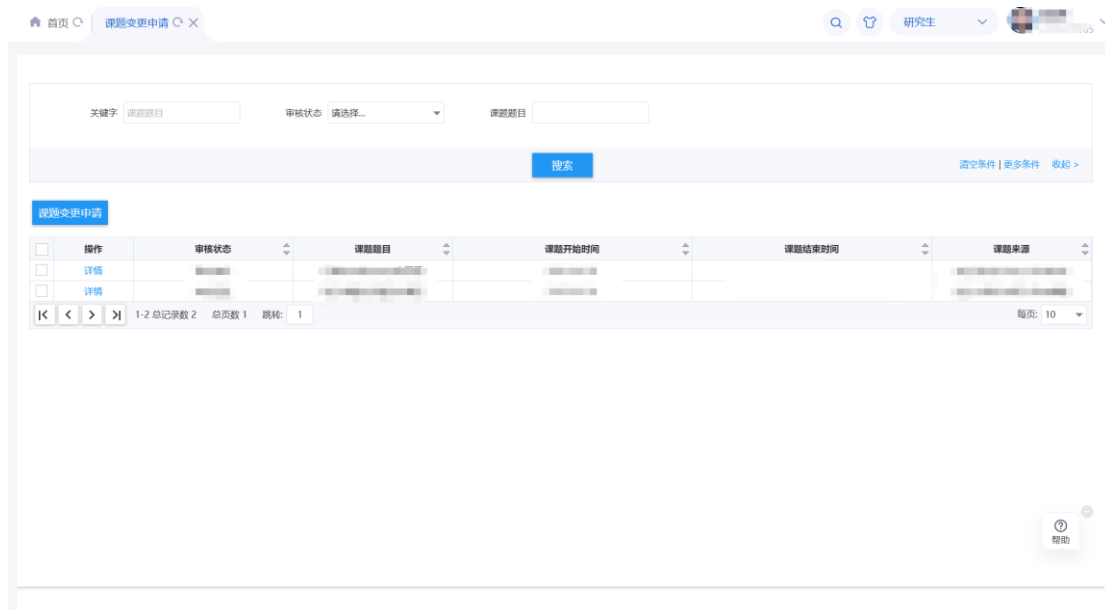 首页 课题变更申请 研究生
关键字 课题题目 审核状态 请选择... 课题题目
搜索 清空条件 | 更多条件 收起 >
课题变更申请
操作 审核状态 课题题目 课题开始时间 课题结束时间 课题来源
详情
详情
1-2 总记录数 2 总页数 1 跳转: 1 每页: 10
帮助